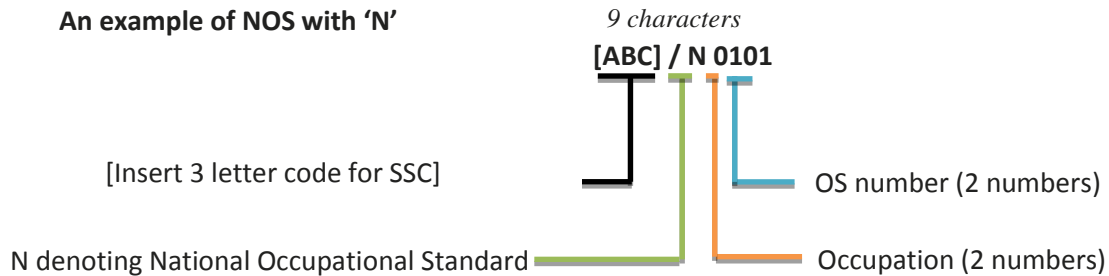 An example of NOS with ‘N’
9 characters
[ABC] / N 0101
[Insert 3 letter code for SSC]
OS number (2 numbers)
N denoting National Occupational Standard
Occupation (2 numbers)